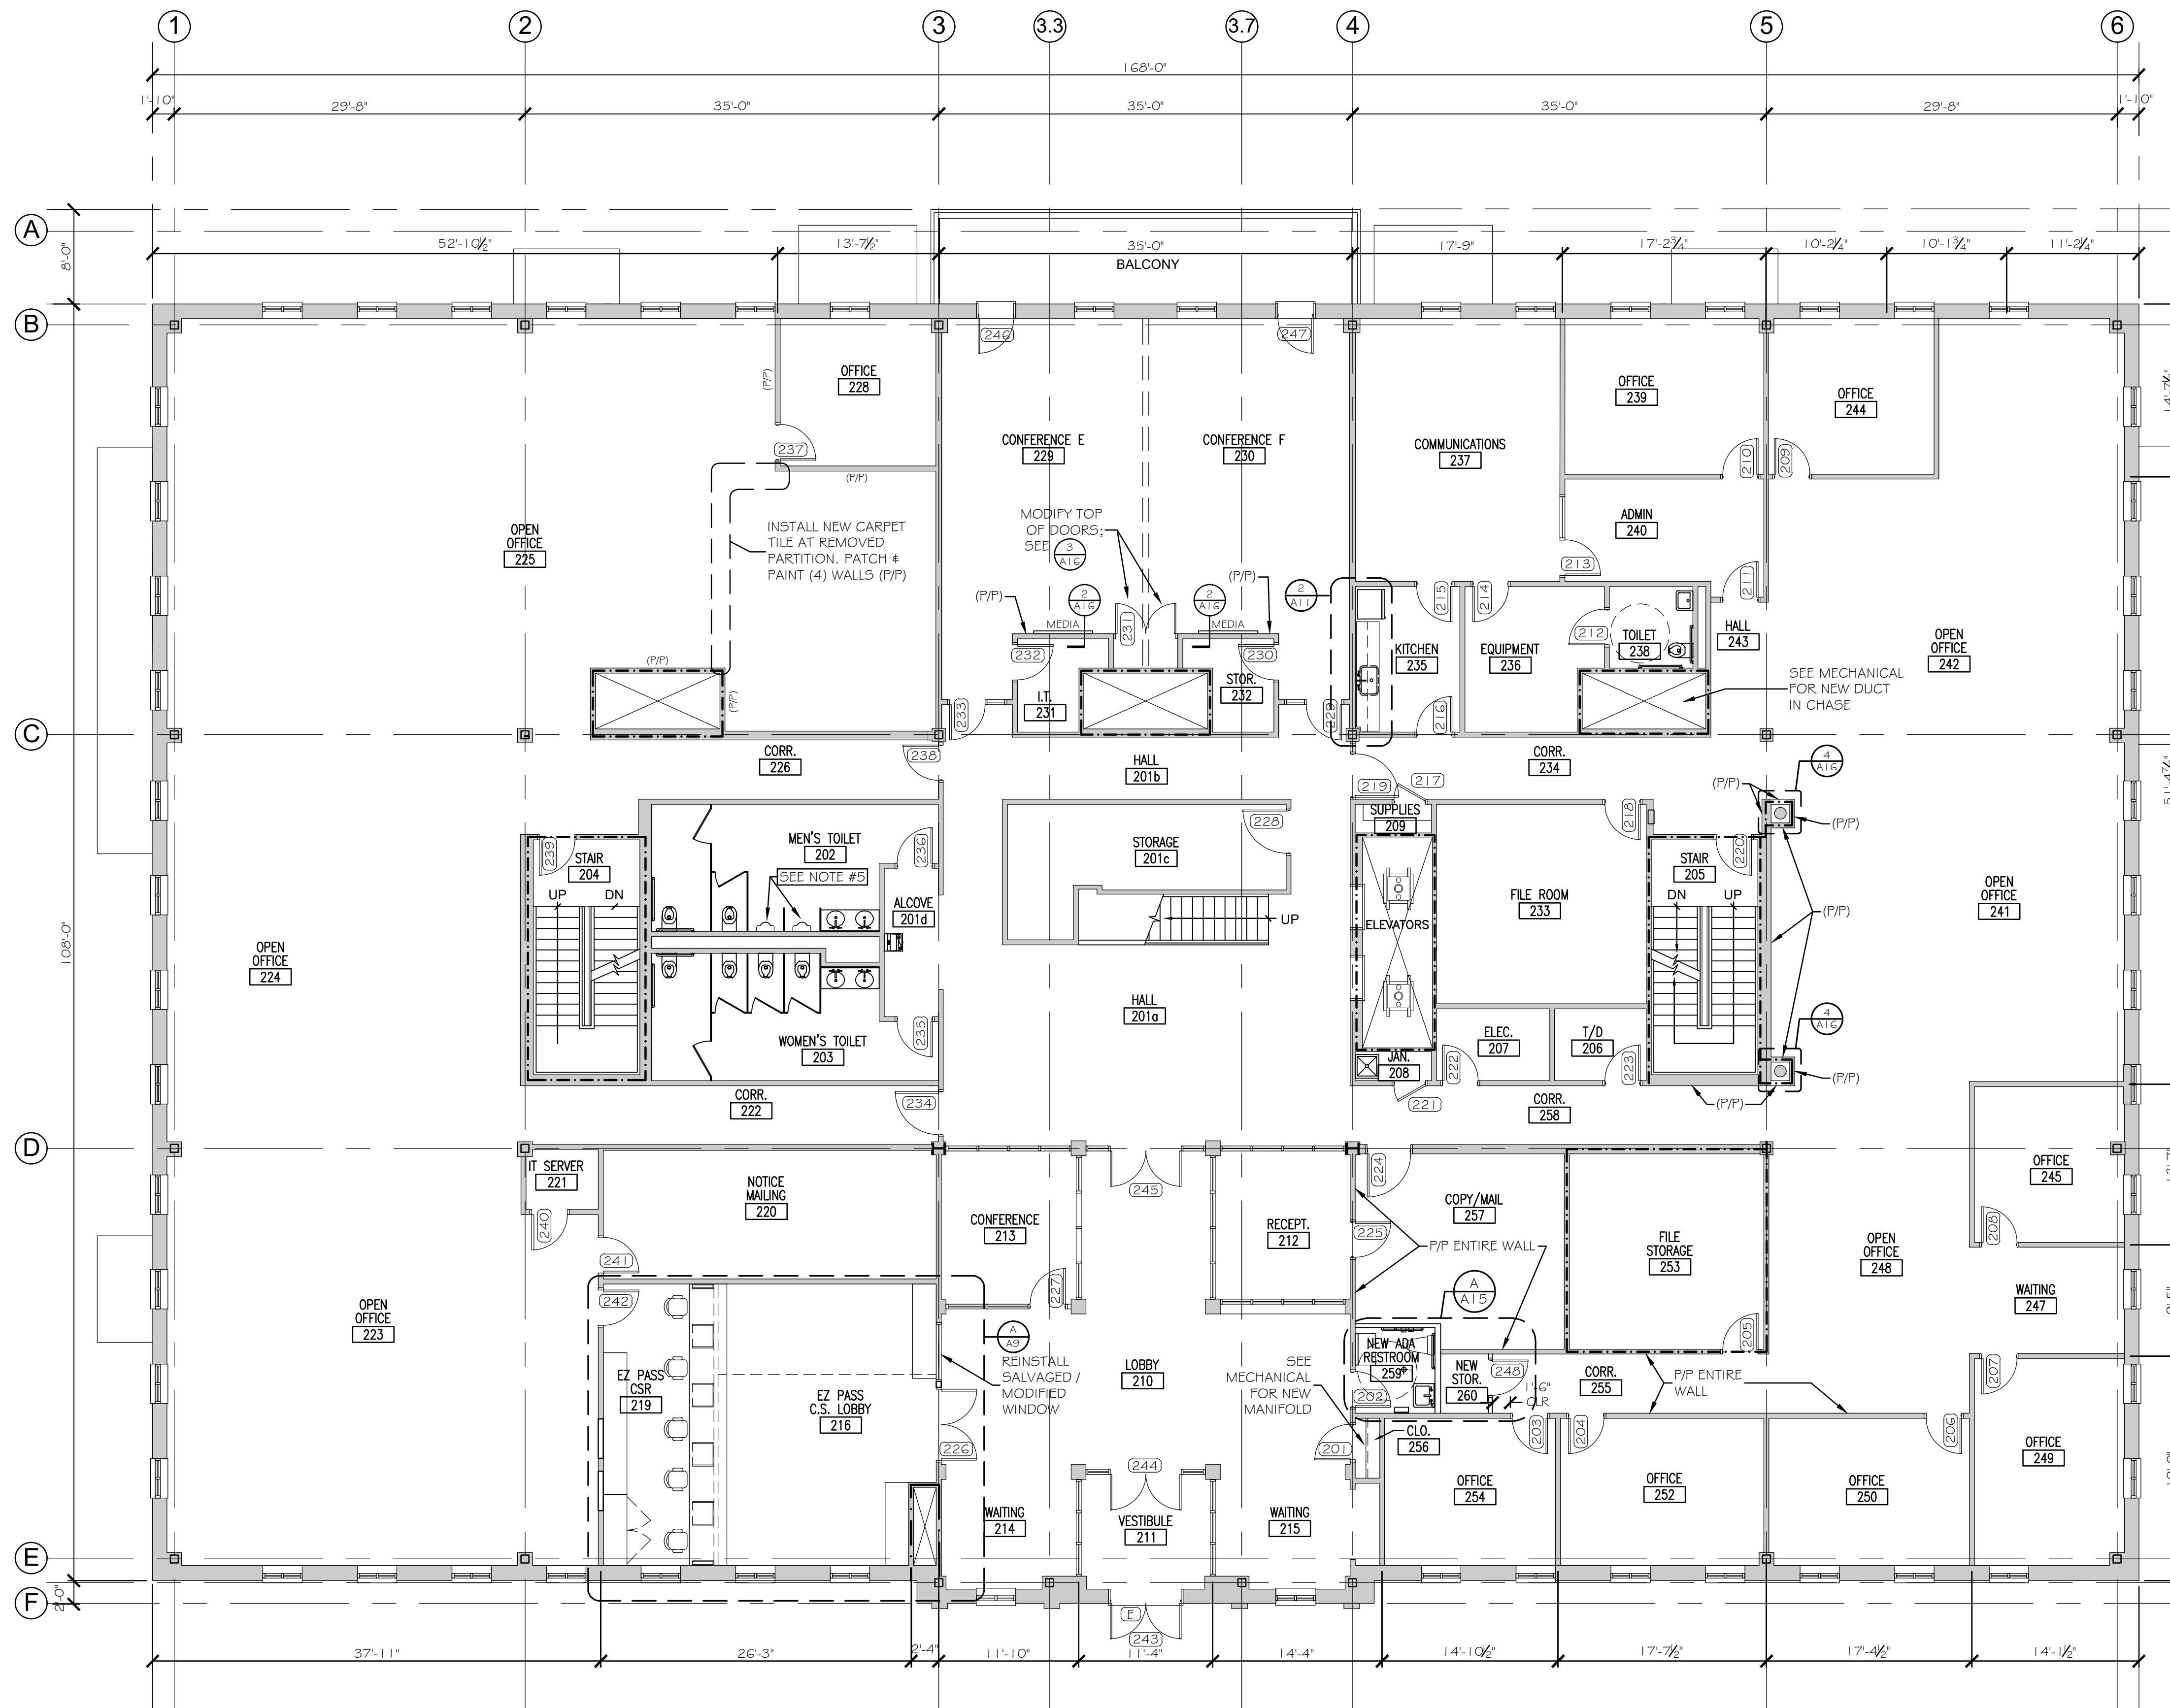 1
2
3
3.3
3.7
4
5
6
168'-0"
1'-10"
29'-8"
35'-0"
35'-0"
35'-0"
29'-8"
1'-10"
A
8'-0"
52'-10½"
13'-7½"
35'-0"
17'-9"
17'-2¾"
10'-2¼"
10'-1¾"
11'-2¼"
BALCONY
B
246
247
OFFICE
228
(P/P)
237
(P/P)
CONFERENCE E
229
CONFERENCE F
230
COMMUNICATIONS
237
OFFICE
239
210
209
OFFICE
244
14'-7¼"
OPEN
OFFICE
225
INSTALL NEW CARPET
TILE AT REMOVED
PARTITION. PATCH &
PAINT (4) WALLS (P/P)
MODIFY TOP
OF DOORS;
SEE
3
A16
ADMIN
240
213
211
(P/P)
2
A16
2
A16
(P/P)
2
A11
MEDIA
231
MEDIA
232
230
215
214
212
TOILET
238
HALL
243
KITCHEN
235
EQUIPMENT
236
OPEN
OFFICE
242
(P/P)
(P/P)
I.T.
231
STOR.
232
SEE MECHANICAL
FOR NEW DUCT
IN CHASE
233
229
216
C
CORR.
226
238
HALL
201b
CORR.
234
219
217
4
A16
(P/P)
51'-4⅞"
SUPPLIES
209
218
228
(P/P)
MEN'S TOILET
202
236
STORAGE
201c
239
STAIR
204
UP
DN
SEE NOTE #5
STAIR
205
220
DN
UP
FILE ROOM
233
OPEN
OFFICE
241
ALCOVE
201d
UP
ELEVATORS
(P/P)
108'-0"
OPEN
OFFICE
224
HALL
201a
WOMEN'S TOILET
203
235
ELEC.
207
T/D
206
4
A16
JAN.
208
222
223
(P/P)
CORR.
222
234
221
CORR.
258
(P/P)
D
IT SERVER
221
NOTICE
MAILING
220
245
224
CONFERENCE
213
RECEPT.
212
COPY/MAIL
257
FILE
STORAGE
253
OFFICE
245
13'-7"
240
241
225
P/P ENTIRE WALL
OPEN
OFFICE
248
208
242
227
A
A15
WAITING
247
9'-5"
OPEN
OFFICE
223
A
A9
REINSTALL
SALVAGED /
MODIFIED
WINDOW
LOBBY
210
SEE
MECHANICAL
FOR NEW
MANIFOLD
NEW ADA
RESTROOM
259
202
NEW
STOR.
260
248
1'-6"
CLR
205
CORR.
255
P/P ENTIRE
WALL
207
EZ PASS
CSR
219
EZ PASS
C.S. LOBBY
216
226
201
CLO.
256
203
204
206
OFFICE
249
244
OFFICE
254
OFFICE
252
OFFICE
250
WAITING
214
VESTIBULE
211
WAITING
215
E
F
2'-0"
E
243
37'-11"
26'-3"
2'-4"
11'-10"
11'-4"
14'-4"
14'-10½"
17'-7½"
17'-4½"
14'-1½"